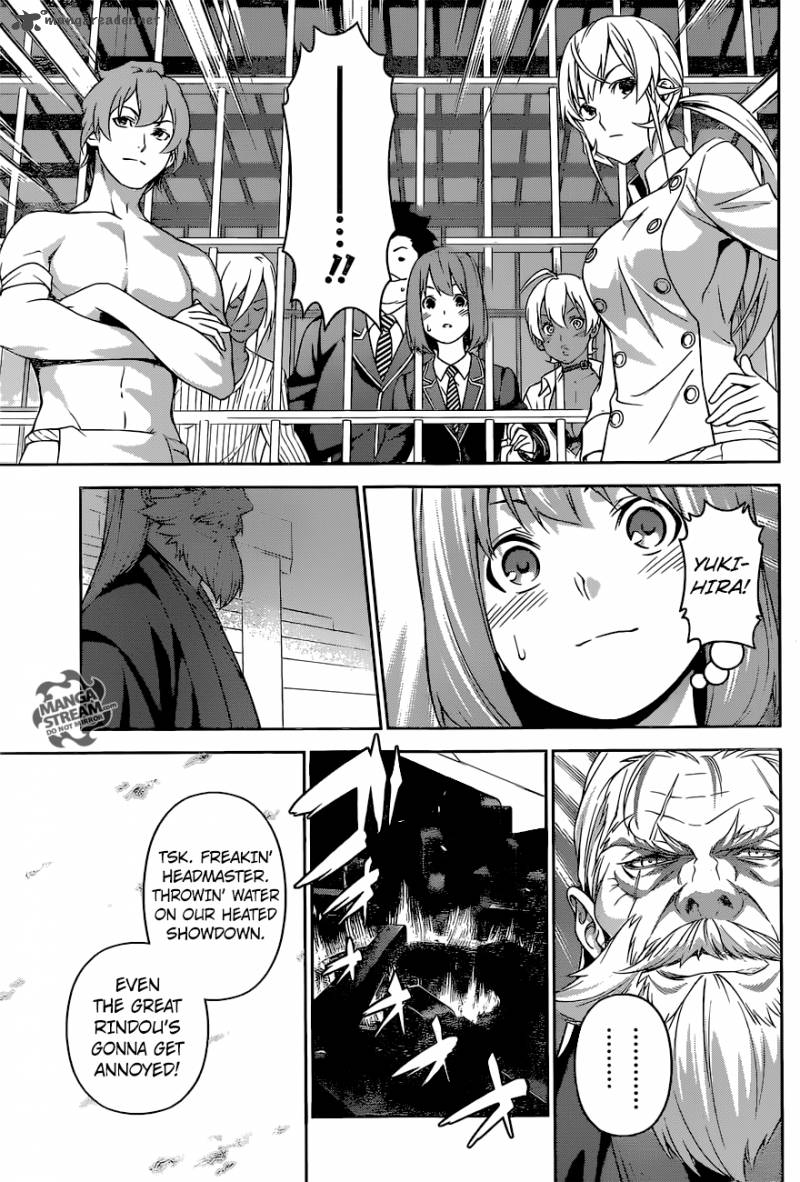 mangareader.net
YUKI-
HIRA!
MANGA
STREAM.com
DO NOT MIRROR
TSK. FREAKIN'
HEADMASTER.
THROWIN' WATER
ON OUR HEATED
SHOWDOWN.
EVEN
THE GREAT
RINDOU'S
GONNA GET
ANNOYED!